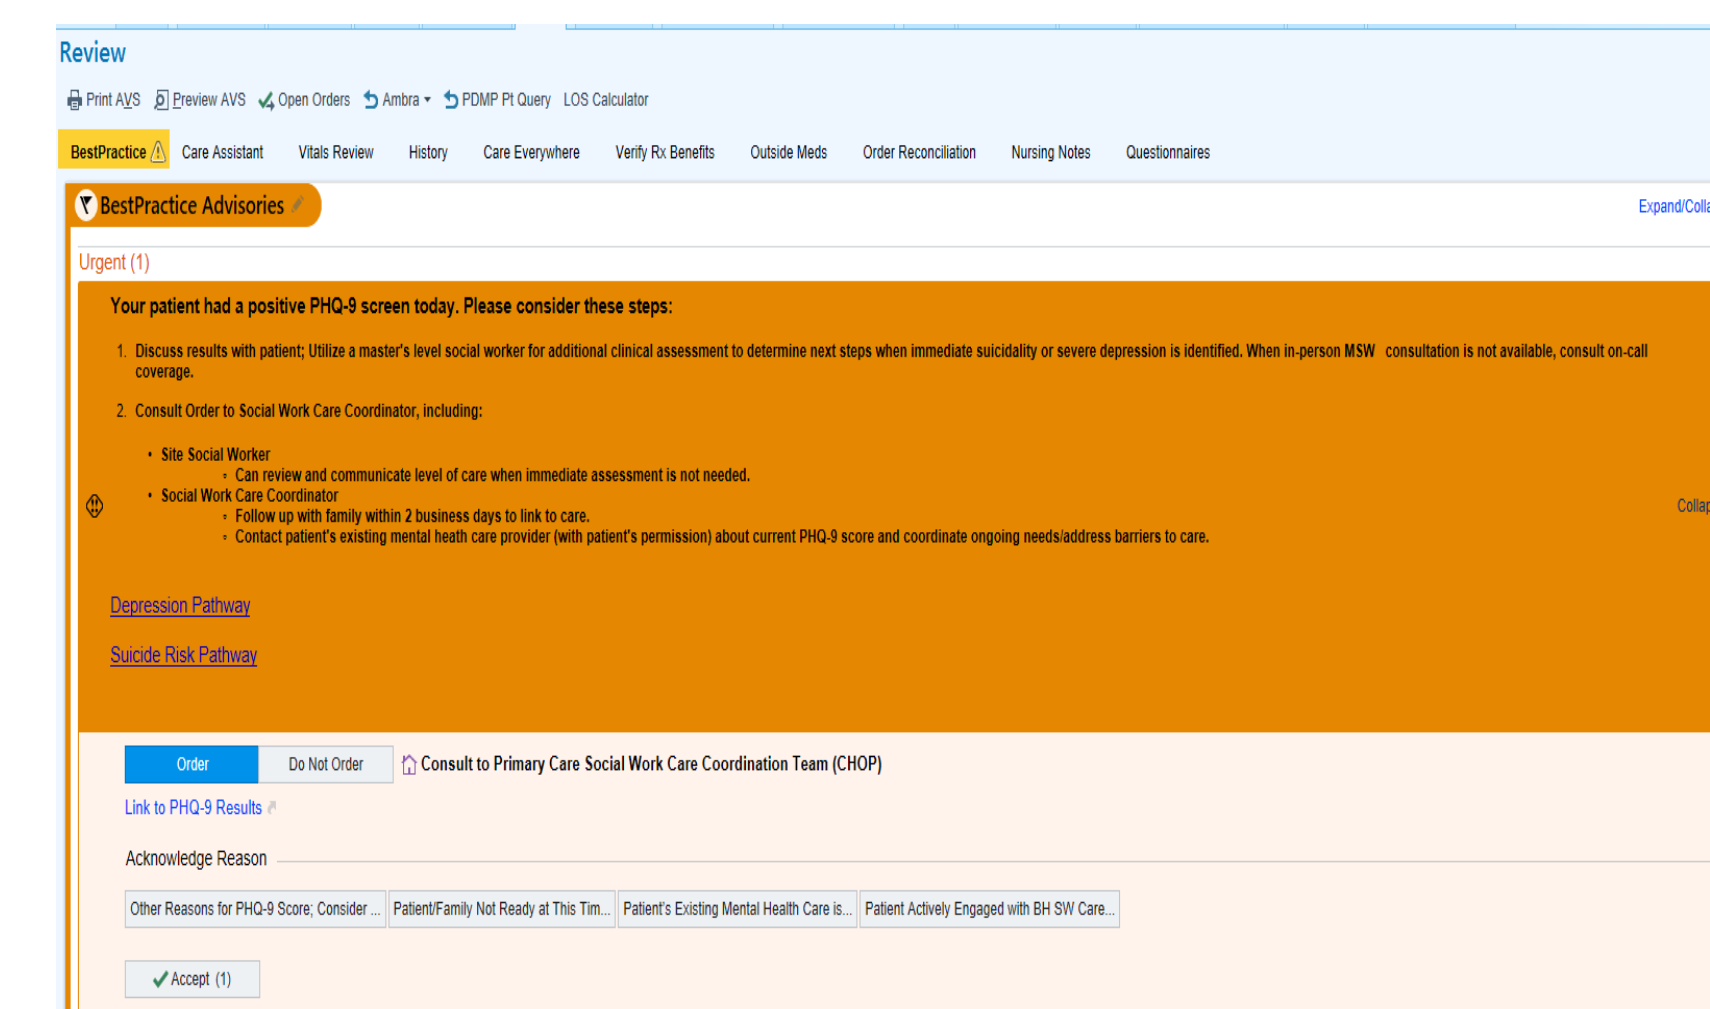 Review
Print AVS Preview AVS Open Orders Ambra PDMP Pt Query LOS Calculator
BestPractice Care Assistant Vitals Review History Care Everywhere Verify Rx Benefits Outside Meds Order Reconciliation Nursing Notes Questionnaires
BestPractice Advisories
Expand/Colla
Urgent (1)
Your patient had a positive PHQ-9 screen today. Please consider these steps:
1. Discuss results with patient; Utilize a master's level social worker for additional clinical assessment to determine next steps when immediate suicidality or severe depression is identified. When in-person MSW consultation is not available, consult on-call
coverage.
2. Consult Order to Social Work Care Coordinator, including:
• Site Social Worker
◦ Can review and communicate level of care when immediate assessment is not needed.
• Social Work Care Coordinator
◦ Follow up with family within 2 business days to link to care.
Collap
◦ Contact patient's existing mental heath care provider (with patient's permission) about current PHQ-9 score and coordinate ongoing needs/address barriers to care.
Depression Pathway
Suicide Risk Pathway
Order Do Not Order Consult to Primary Care Social Work Care Coordination Team (CHOP)
Link to PHQ-9 Results
Acknowledge Reason
Other Reasons for PHQ-9 Score; Consider ... Patient/Family Not Ready at This Tim... Patient's Existing Mental Health Care is... Patient Actively Engaged with BH SW Care...
Accept (1)